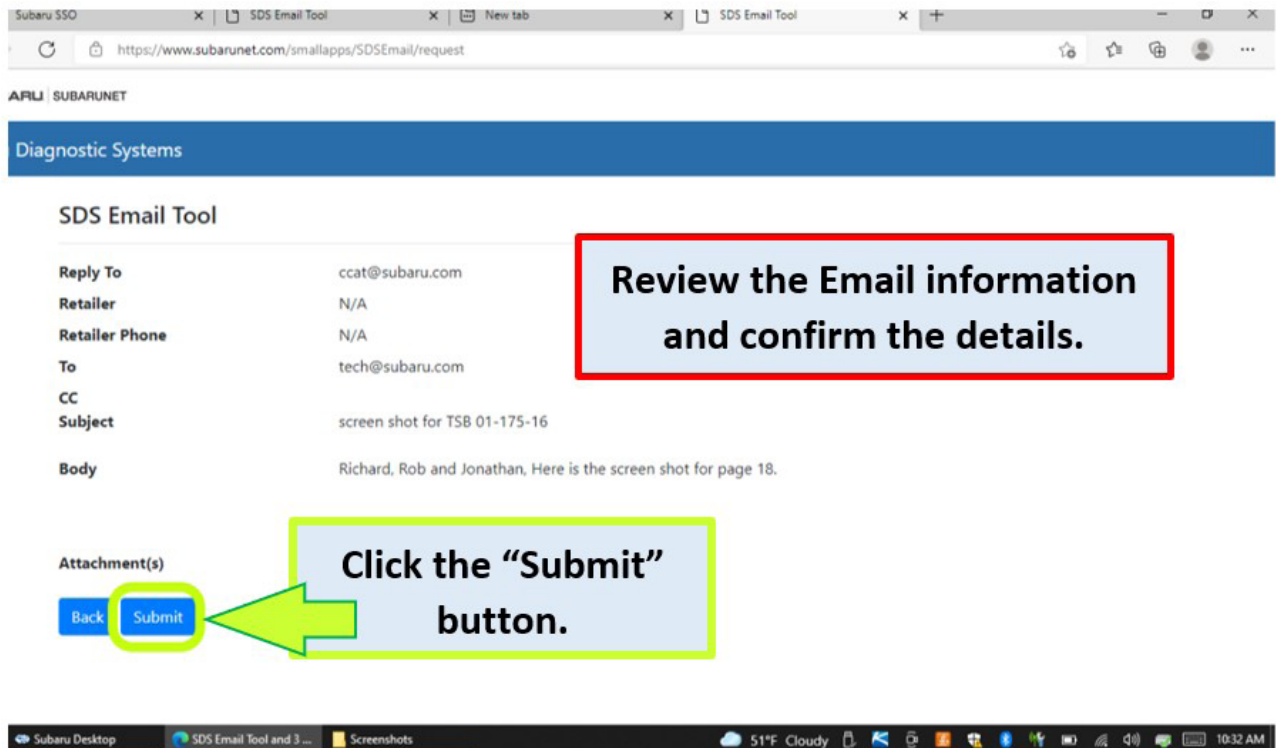 Subaru SSO
SDS Email Tool
New tab
SDS Email Tool
https://www.subarunet.com/smallapps/SDSEmail/request
ARU SUBARUNET
Diagnostic Systems
SDS Email Tool
Reply To ccat@subaru.com
Retailer N/A
Retailer Phone N/A
To tech@subaru.com
CC
Subject screen shot for TSB 01-175-16
Body Richard, Rob and Jonathan, Here is the screen shot for page 18.
Review the Email information
and confirm the details.
Attachment(s)
Back Submit
Click the “Submit”
button.
Subaru Desktop
SDS Email Tool and 3 ...
Screenshots
51°F Cloudy
10:32 AM